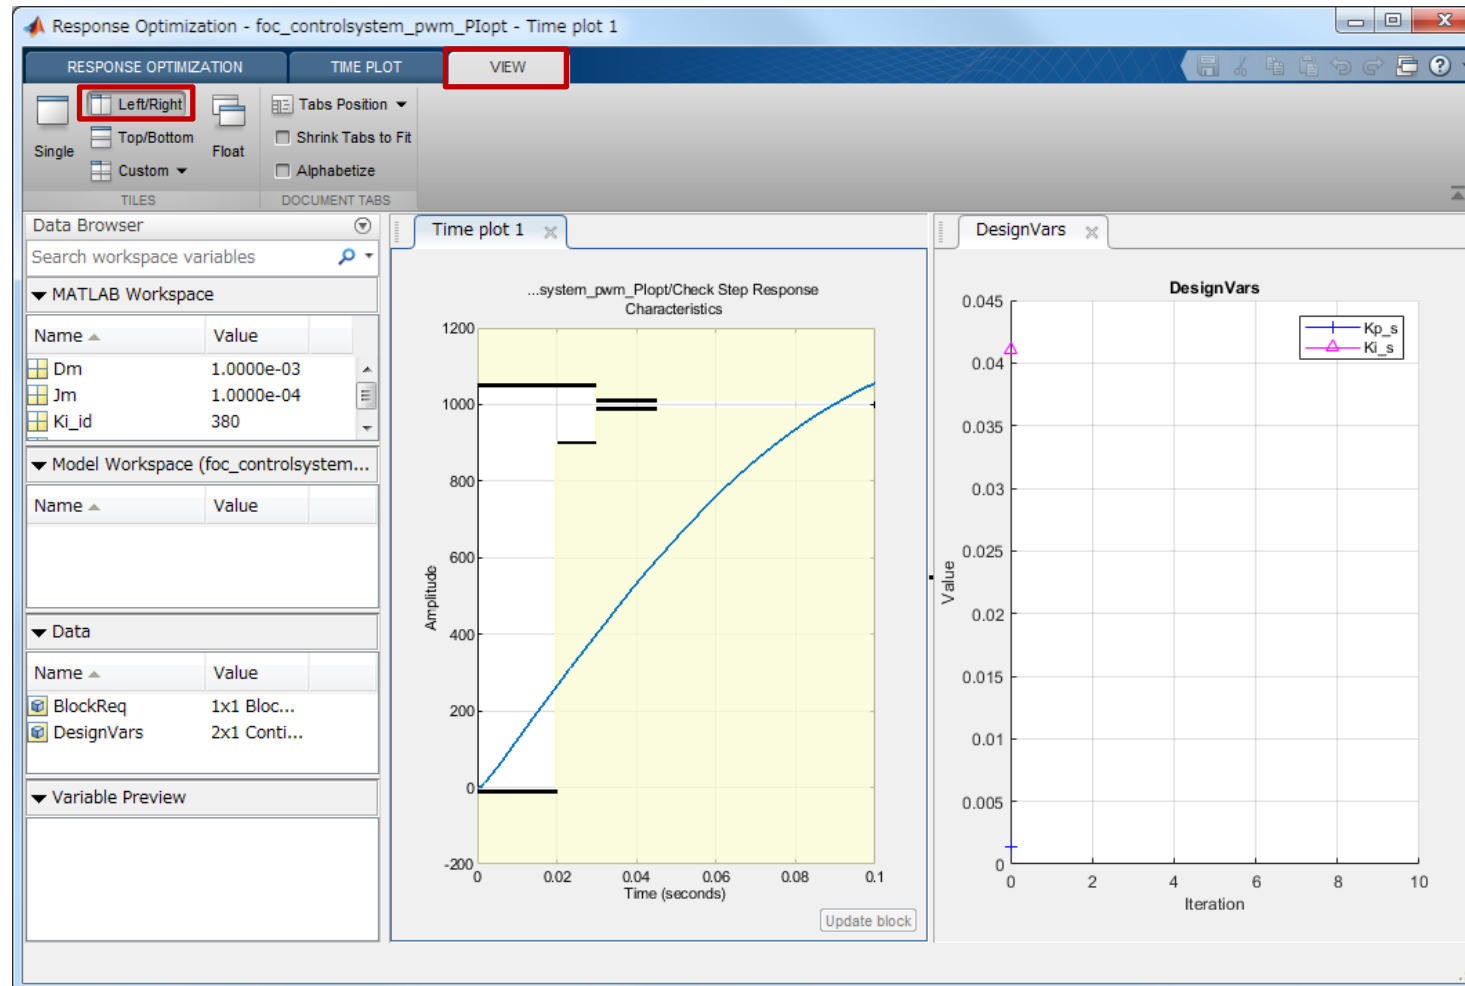 Response Optimization - foc_controlsystem_pwm_PIopt - Time plot 1
RESPONSE OPTIMIZATION TIME PLOT VIEW
Left/Right Tabs Position
Top/Bottom Shrink Tabs to Fit
Single Float
Custom Alphabetize
TILES DOCUMENT TABS
Data Browser
Search workspace variables
MATLAB Workspace
Name Value
Dm 1.0000e-03
Jm 1.0000e-04
Ki_id 380
Model Workspace (foc_controlsystem...
Name Value
Data
Name Value
BlockReq 1x1 Bloc...
DesignVars 2x1 Conti...
Variable Preview
Time plot 1
...system_pwm_PIopt/Check Step Response
Characteristics
1200
1000
800
600
400
200
0
-200
Amplitude
0 0.02 0.04 0.06 0.08 0.1
Time (seconds)
Update block
DesignVars
DesignVars
Kp_s
Ki_s
0.045
0.04
0.035
0.03
0.025
0.02
0.015
0.01
0.005
0
Value
0 2 4 6 8 10
Iteration